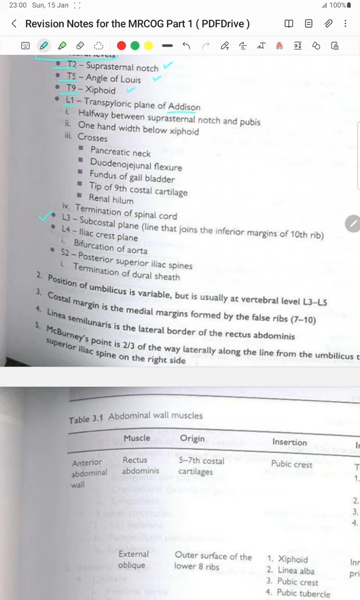 23:00 Sun, 15 Jan
100%
Revision Notes for the MRCOG Part 1 ( PDFDrive )
T2 – Suprasternal notch
T5 – Angle of Louis
T9 – Xiphoid
L1 – Transpyloric plane of Addison
i. Halfway between suprasternal notch and pubis
ii. One hand width below xiphoid
iii. Crosses
Pancreatic neck
Duodenojejunal flexure
Fundus of gall bladder
Tip of 9th costal cartilage
Renal hilum
iv. Termination of spinal cord
L3 – Subcostal plane (line that joins the inferior margins of 10th rib)
L4 – Iliac crest plane
i. Bifurcation of aorta
S2 – Posterior superior iliac spines
i. Termination of dural sheath
2. Position of umbilicus is variable, but is usually at vertebral level L3–L5
3. Costal margin is the medial margins formed by the false ribs (7–10)
4. Linea semilunaris is the lateral border of the rectus abdominis
5. McBurney's point is 2/3 of the way laterally along the line from the umbilicus t
superior iliac spine on the right side
Table 3.1 Abdominal wall muscles
Muscle Origin Insertion
Anterior abdominal wall Rectus abdominis 5–7th costal cartilages Pubic crest
1.
2.
3.
4.
External oblique Outer surface of the lower 8 ribs 1. Xiphoid
2. Linea alba
3. Pubic crest
4. Pubic tubercle